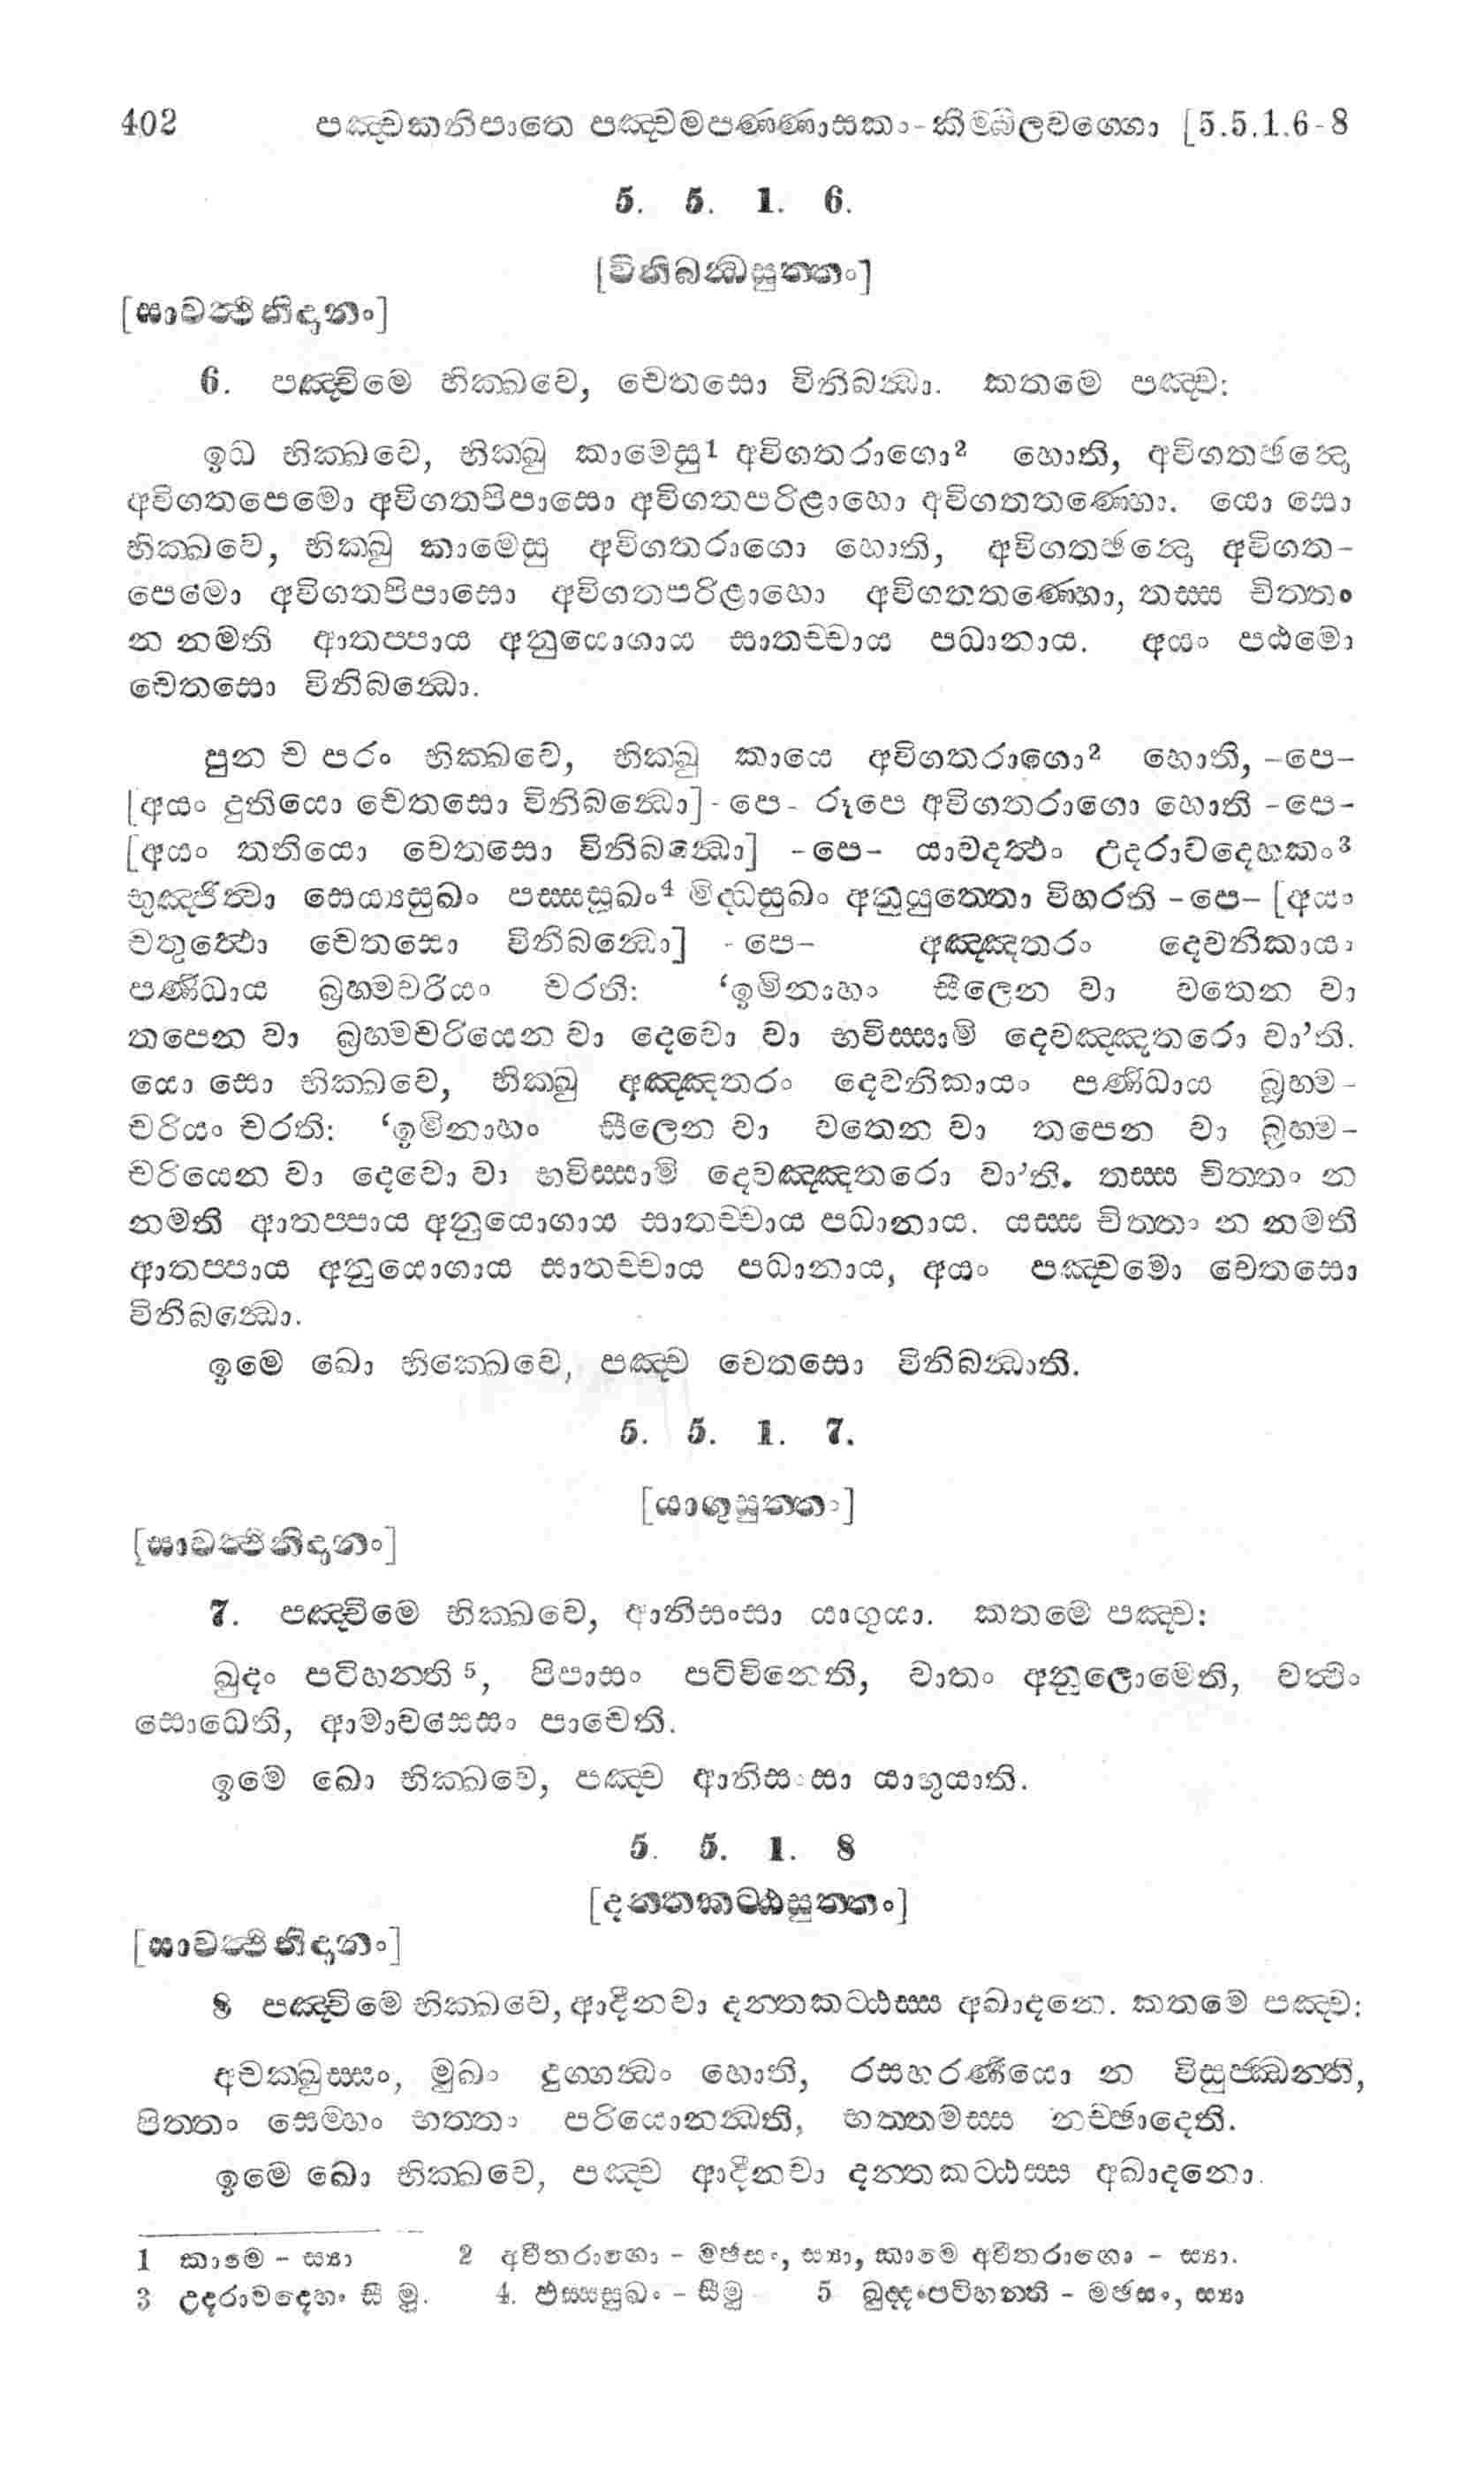 402 පඤ්චකනිපාතෙ පඤ්චමපණ්ණාසකං-කිම්බිලවග්ගො [5.5.1.6-8
5. 5. 1. 6.
[විනිබන්ධසුත්තං]
[සාවත්ථිනිදානං]
6. පඤ්චිමෙ භික්ඛවෙ, චෙතසො විනිබන්ධා. කතමෙ පඤ්ච:
ඉධ භික්ඛවෙ, භික්ඛු කාමෙසු1 අවිගතරාගො2 හොති, අවිගතඡන්දො
අවිගතපෙමො අවිගතපිපාසො අවිගතපරිළාහො අවිගතතණ්හො. යො සො
භික්ඛවෙ, භික්ඛු කාමෙසු අවිගතරාගො හොති, අවිගතඡන්දො අවිගත-
පෙමො අවිගතපිපාසො අවිගතපරිළාහො අවිගතතණ්හො, තස්ස චිත්තං
න නමති ආතප්පාය අනුයොගාය සාතච්චාය පධානාය. අයං පඨමො
චෙතසො විනිබන්ධො.
පුන ච පරං භික්ඛවෙ, භික්ඛු කායෙ අවිගතරාගො2 හොති, -පෙ-
[අයං දුතියො චෙතසො විනිබන්ධො] - පෙ - රූපෙ අවිගතරාගො හොති -පෙ-
[අයං තතියො චෙතසො විනිබන්ධො] -පෙ- යාවදත්ථං උදරාවදෙහකං3
භුඤ්ජිත්වා සෙය්‍යසුඛං පස්සසුඛං4 මිද්ධසුඛං අනුයුත්තො විහරති -පෙ- [අයං
චතුත්ථො චෙතසො විනිබන්ධො] - පෙ- අඤ්ඤතරං දෙවනිකායං
පණිධාය බ්‍රහ්මචරියං චරති: ‘ඉමිනාහං සීලෙන වා වතෙන වා
තපෙන වා බ්‍රහ්මචරියෙන වා දෙවො වා භවිස්සාමි දෙවඤ්ඤතරො වා’ති.
යො සො භික්ඛවෙ, භික්ඛු අඤ්ඤතරං දෙවනිකායං පණිධාය බ්‍රහ්ම-
චරියං චරති: ‘ඉමිනාහං සීලෙන වා වතෙන වා තපෙන වා බ්‍රහ්ම-
චරියෙන වා දෙවො වා භවිස්සාමි දෙවඤ්ඤතරො වා’ති. තස්ස චිත්තං න
නමති ආතප්පාය අනුයොගාය සාතච්චාය පධානාය. යස්ස චිත්තං න නමති
ආතප්පාය අනුයොගාය සාතච්චාය පධානාය, අයං පඤ්චමො චෙතසො
විනිබන්ධො.
ඉමෙ ඛො භික්ඛවෙ, පඤ්ච චෙතසො විනිබන්ධාති.
5. 5. 1. 7.
[යාගුසුත්තං]
[සාවත්ථිනිදානං]
7. පඤ්චිමෙ භික්ඛවෙ, ආනිසංසා යාගුයා. කතමෙ පඤ්ච:
ඛුදං පටිහනති 5, පිපාසං පටිවිනෙති, වාතං අනුලොමෙති, වත්ථිං
සොධෙති, ආමාවසෙසං පාචෙති.
ඉමෙ ඛො භික්ඛවෙ, පඤ්ච ආනිසංසා යාගුයාති.
5. 5. 1. 8
[දන්තකට්ඨසුත්තං]
[සාවත්ථිනිදානං]
8 පඤ්චිමෙ භික්ඛවෙ, ආදීනවා දන්තකට්ඨස්ස අඛාදනෙ. කතමෙ පඤ්ච:
අචක්ඛුස්සං, මුඛං දුග්ගන්ධං හොති, රසහරණියො න විසුජ්ඣන්ති,
පිත්තං සෙම්හං භත්තං පරියොනන්ධති, භත්තමස්ස නච්ඡාදෙති.
ඉමෙ ඛො භික්ඛවෙ, පඤ්ච ආදීනවා දන්තකට්ඨස්ස අඛාදනෙ.
1 කාමෙ - ස්‍යා 2 අවීතරාගො - මජසං, ස්‍යා, කාමෙ අවීතරාගො - ස්‍යා.
3 උදරාවදෙහං සී මු. 4. ඵස්සසුඛං - සීමු 5 ඛුද්දංපටිහනති - මජසං, ස්‍යා